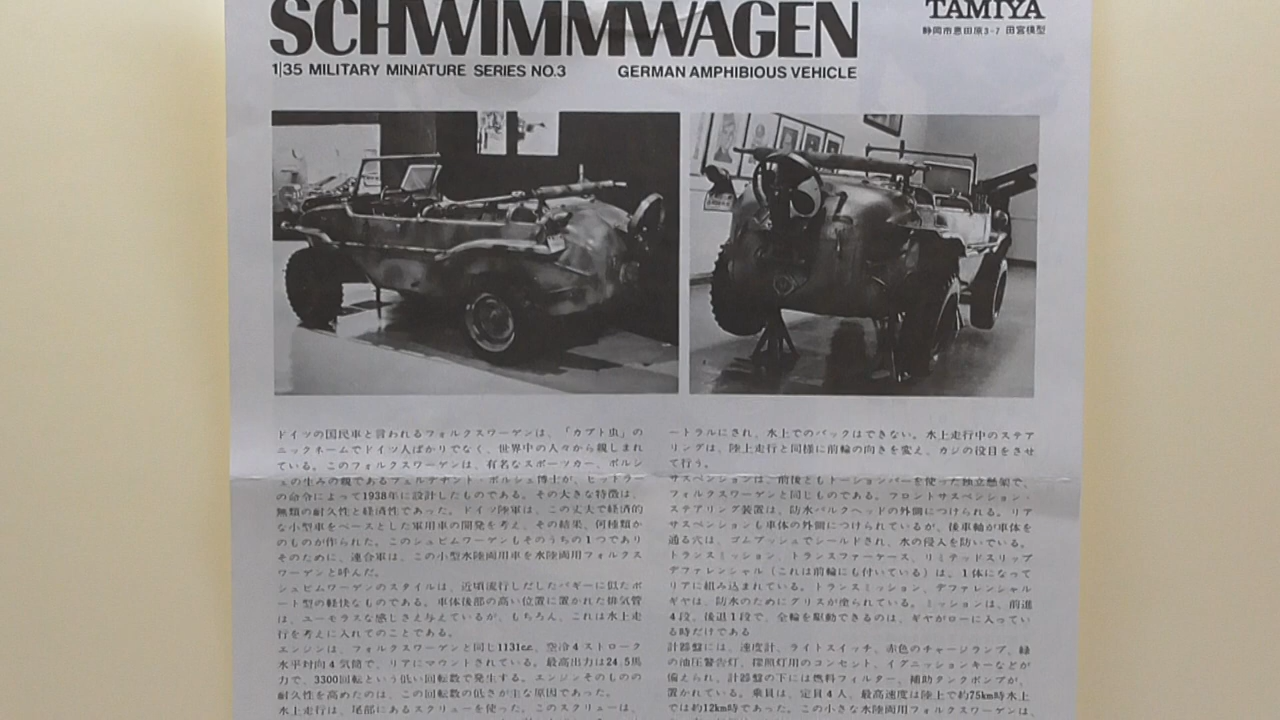 SCHWIMMWAGEN
TAMIYA
静岡市恩田原3-7 田宮模型
1/35 MILITARY MINIATURE SERIES NO.3
GERMAN AMPHIBIOUS VEHICLE
ドイツの国民車と言われるフォルクスワーゲンは、「カブト虫」の
ニックネームでドイツ人ばかりでなく、世界中の人々から親しまれ
ている。このフォルクスワーゲンは、有名なスポーツカー、ポルシ
ェの生みの親であるフェルデナント・ポルシェ博士が、ヒットラー
の命令によって1938年に設計したものである。その大きな特徴は、
無類の耐久性と経済性であった。ドイツ陸軍は、この丈夫で経済的
な小型車をベースとした軍用車の開発を考え、その結果、何種類か
のものが作られた。このシュビムワーゲンもそのうちの1つであり
そのために、連合軍は、この小型水陸両用車を水陸両用フォルクス
ワーゲンと呼んだ。
シュビムワーゲンのスタイルは、近頃流行しだしたバギーに似たボ
ート型の軽快なものである。車体後部の高い位置に置かれた排気管
は、ユーモラスな感じさえ与えているが、もちろん、これは水上走
行を考えに入れてのことである。
エンジンは、フォルクスワーゲンと同じ1131cc、空冷4ストローク
水平対向4気筒で、リアにマウントされている。最高出力は24.5馬
力で、3300回転という低い回転数で発生する。エンジンそのものの
耐久性を高めたのは、この回転数の低さが主な原因であった。
水上走行は、尾部にあるスクリューを使った。このスクリューは、
ートラルにされ、水上でのバックはできない。水上走行中のステア
リングは、陸上走行と同様に前輪の向きを変え、カジの役目をさせ
て行う。
サスペンションは、前後ともトーションバーを使った独立懸架で、
フォルクスワーゲンと同じものである。フロントサスペンション・
ステアリング装置は、防水バルクヘッドの外側につけられる。リア
サスペンションも車体の外側につけられているが、後車軸が車体を
通る穴は、ゴムブッシュでシールドされ、水の侵入を防いでいる。
トランスミッション、トランスファーケース、リミテッドスリップ
デファレンシャル（これは前輪にも付いている）は、1体になって
リアに組み込まれている。トランスミッション、デファレンシャル
ギヤは、防水のためにグリスが塗られている。ミッションは、前進
4段、後退1段で、全輪を駆動できるのは、ギヤがローに入ってい
る時だけである
計器盤には、速度計、ライトスイッチ、赤色のチャージランプ、緑
の油圧警告灯、探照灯用のコンセント、イグニッションキーなどが
備えられ、計器盤の下には燃料フィルター、補助タンクポンプが、
置かれている。乗員は、定員4人、最高速度は陸上で約75km時水上
では約12km時であった。この小さな水陸両用フォルクスワーゲンは、